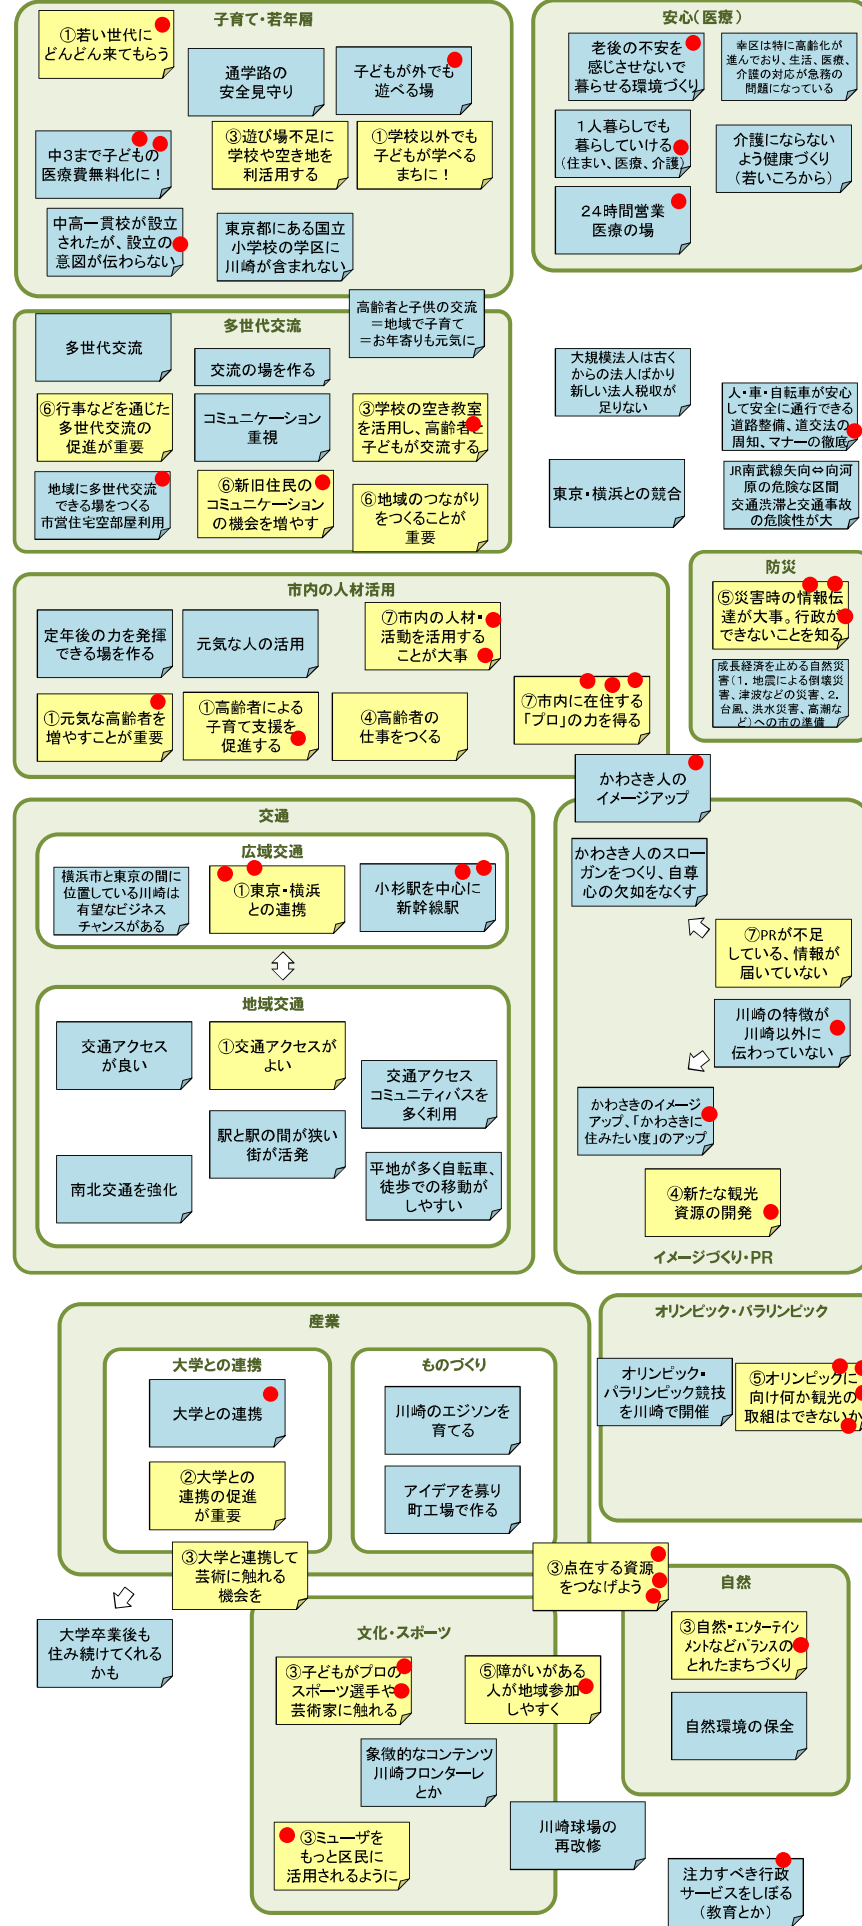 子育て・若年層
①若い世代に
どんどん来てもらう
通学路の
安全見守り
子どもが外でも
遊べる場
中3まで子どもの
医療費無料化に！
③遊び場不足に
学校や空き地を
利活用する
①学校以外でも
子どもが学べる
まちに！
中高一貫校が設立
されたが、設立の
意図が伝わらない
東京都にある国立
小学校の学区に
川崎が含まれない
安心（医療）
老後の不安を
感じさせないで
暮らせる環境づくり
幸区は特に高齢化が
進んでおり、生活、医療、
介護の対応が急務の
問題になっている
１人暮らしでも
暮らしていける
（住まい、医療、介護）
介護にならない
よう健康づくり
（若いころから）
２４時間営業
医療の場
多世代交流
高齢者と子供の交流
＝地域で子育て
＝お年寄りも元気に
多世代交流
交流の場を作る
⑥行事などを通じた
多世代交流の
促進が重要
コミュニケーション
重視
③学校の空き教室
を活用し、高齢者と
子どもが交流する
地域に多世代交流
できる場をつくる
市営住宅空部屋利用
⑥新旧住民の
コミュニケーション
の機会を増やす
⑥地域のつながり
をつくることが
重要
大規模法人は古く
からの法人ばかり
新しい法人税収が
足りない
人・車・自転車が安心
して安全に通行できる
道路整備、道交法の
周知、マナーの徹底
東京・横浜との競合
JR南武線矢向⇔向河
原の危険な区間
交通渋滞と交通事故
の危険性が大
防災
⑤災害時の情報伝
達が大事。行政が
できないことを知る
成長経済を止める自然災
害（1．地震による倒壊災
害、津波などの災害、2．
台風、洪水災害、高潮な
ど）への市の準備
市内の人材活用
定年後の力を発揮
できる場を作る
元気な人の活用
⑦市内の人材・
活動を活用する
ことが大事
①元気な高齢者を
増やすことが重要
①高齢者による
子育て支援を
促進する
④高齢者の
仕事をつくる
⑦市内に在住する
「プロ」の力を得る
かわさき人の
イメージアップ
かわさき人のスロー
ガンをつくり、自尊
心の欠如をなくす
⑦PRが不足
している、情報が
届いていない
川崎の特徴が
川崎以外に
伝わっていない
かわさきのイメージ
アップ、「かわさきに
住みたい度」のアップ
④新たな観光
資源の開発
イメージづくり・PR
交通
広域交通
横浜市と東京の間に
位置している川崎は
有望なビジネス
チャンスがある
①東京・横浜
との連携
小杉駅を中心に
新幹線駅
地域交通
交通アクセス
が良い
①交通アクセスが
よい
交通アクセス
コミュニティバスを
多く利用
駅と駅の間が狭い
街が活発
南北交通を強化
平地が多く自転車、
徒歩での移動が
しやすい
産業
大学との連携
大学との連携
②大学との
連携の促進
が重要
③大学と連携して
芸術に触れる
機会を
大学卒業後も
住み続けてくれる
かも
ものづくり
川崎のエジソンを
育てる
アイデアを募り
町工場で作る
③点在する資源
をつなげよう
オリンピック・パラリンピック
オリンピック・
パラリンピック競技
を川崎で開催
⑤オリンピックに
向け何か観光の
取組はできないか
自然
③自然・エンターテイン
メントなどバランスの
とれたまちづくり
自然環境の保全
文化・スポーツ
③子どもがプロの
スポーツ選手や
芸術家に触れる
⑤障がいがある
人が地域参加
しやすく
象徴的なコンテンツ
川崎フロンターレ
とか
③ミューザを
もっと区民に
活用されるように
川崎球場の
再改修
注力すべき行政
サービスをしぼる
（教育とか）